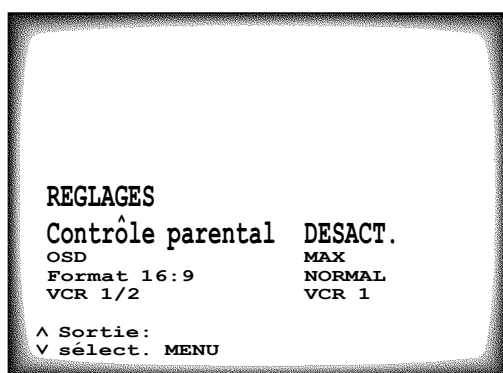 REGLAGES
Contrôle parental DESACT.
OSD MAX
Format 16:9 NORMAL
VCR 1/2 VCR 1
∧ Sortie:
∨ sélect. MENU